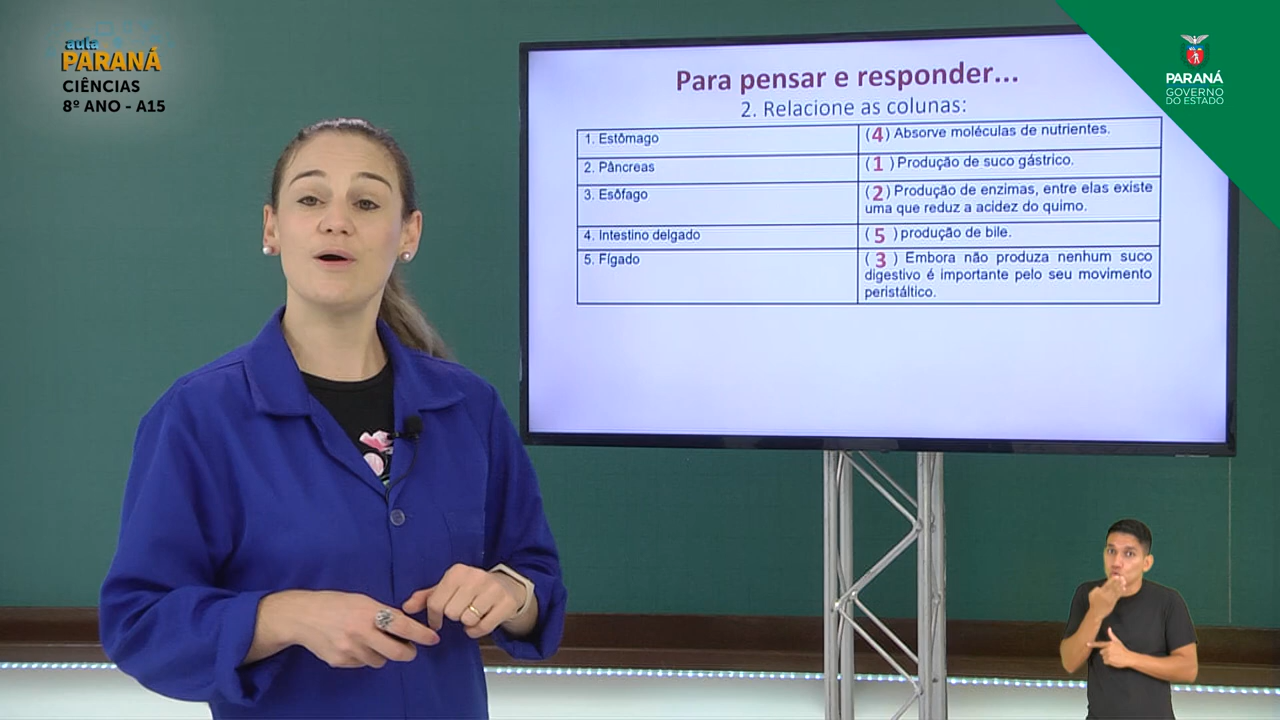 aula
PARANÁ
CIÊNCIAS
8º ANO - A15
PARANÁ
GOVERNO
DO ESTADO
Para pensar e responder...
2. Relacione as colunas:
1. Estômago
(4) Absorve moléculas de nutrientes.
2. Pâncreas
(1 ) Produção de suco gástrico.
3. Esôfago
(2) Produção de enzimas, entre elas existe
uma que reduz a acidez do quimo.
4. Intestino delgado
( 5 ) produção de bile.
5. Fígado
( 3 ) Embora não produza nenhum suco
digestivo é importante pelo seu movimento
peristáltico.